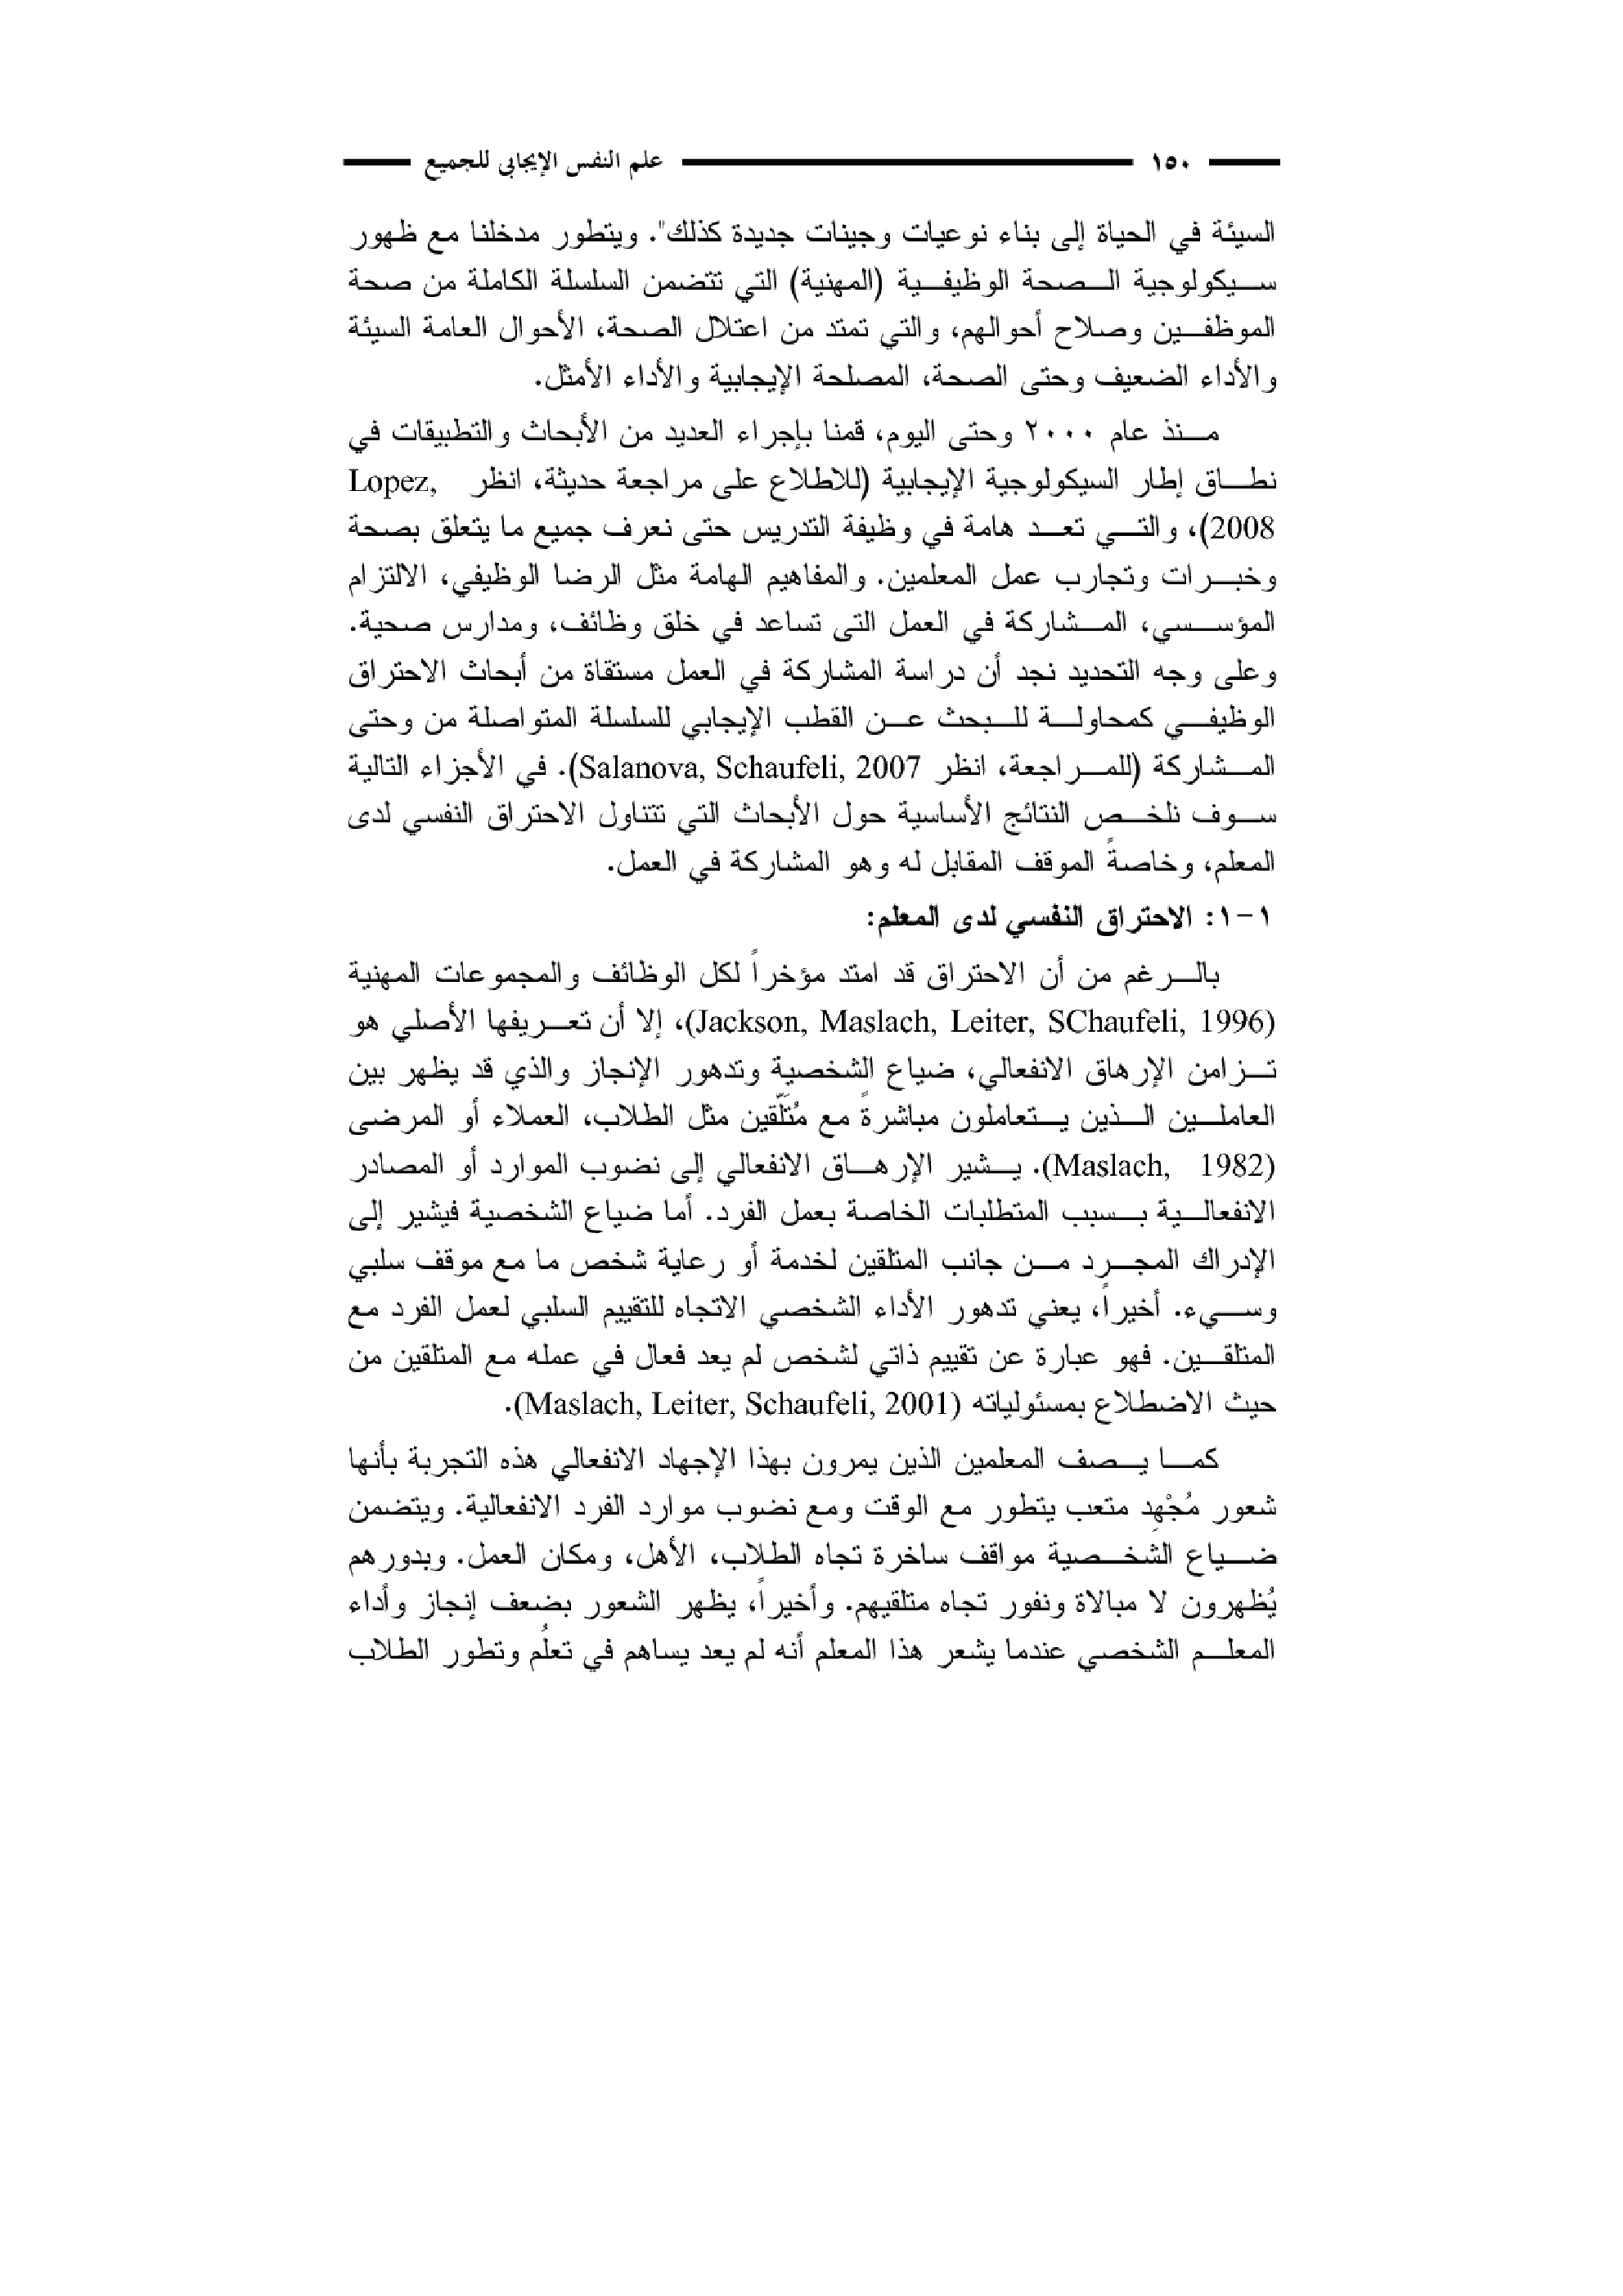 ١٥٠ علم النفس الإيجابي للجميع
السيئة في الحياة إلى بناء نوعيات وجينات جديدة كذلك". ويتطور مدخلنا مع ظهور
سيكولوجية الصحة الوظيفية (المهنية) التي تتضمن السلسلة الكاملة من صحة
الموظفين وصلاح أحوالهم، والتي تمتد من اعتلال الصحة، الأحوال العامة السيئة
والأداء الضعيف وحتى الصحة، المصلحة الإيجابية والأداء الأمثل.
منذ عام ٢٠٠٠ وحتى اليوم، قمنا بإجراء العديد من الأبحاث والتطبيقات في
نطاق إطار السيكولوجية الإيجابية (للاطلاع على مراجعة حديثة، انظر Lopez,
2008)، والتي تعد هامة في وظيفة التدريس حتى نعرف جميع ما يتعلق بصحة
وخبرات وتجارب عمل المعلمين. والمفاهيم الهامة مثل الرضا الوظيفي، الالتزام
المؤسسي، المشاركة في العمل التى تساعد في خلق وظائف، ومدارس صحية.
وعلى وجه التحديد نجد أن دراسة المشاركة في العمل مستقاة من أبحاث الاحتراق
الوظيفي كمحاولة للبحث عن القطب الإيجابي للسلسلة المتواصلة من وحتى
المشاركة (للمراجعة، انظر Salanova, Schaufeli, 2007). في الأجزاء التالية
سوف نلخص النتائج الأساسية حول الأبحاث التي تتناول الاحتراق النفسي لدى
المعلم، وخاصةً الموقف المقابل له وهو المشاركة في العمل.
١-١: الاحتراق النفسي لدى المعلم:
بالرغم من أن الاحتراق قد امتد مؤخراً لكل الوظائف والمجموعات المهنية
(Jackson, Maslach, Leiter, SChaufeli, 1996)، إلا أن تعريفها الأصلي هو
تزامن الإرهاق الانفعالي، ضياع الشخصية وتدهور الإنجاز والذي قد يظهر بين
العاملين الذين يتعاملون مباشرةً مع مُتَلّقين مثل الطلاب، العملاء أو المرضى
(Maslach, 1982). يشير الإرهاق الانفعالي إلى نضوب الموارد أو المصادر
الانفعالية بسبب المتطلبات الخاصة بعمل الفرد. أما ضياع الشخصية فيشير إلى
الإدراك المجرد من جانب المتلقين لخدمة أو رعاية شخص ما مع موقف سلبي
وسيء. أخيراً، يعني تدهور الأداء الشخصي الاتجاه للتقييم السلبي لعمل الفرد مع
المتلقين. فهو عبارة عن تقييم ذاتي لشخص لم يعد فعال في عمله مع المتلقين من
حيث الاضطلاع بمسئولياته (Maslach, Leiter, Schaufeli, 2001).
كما يصف المعلمين الذين يمرون بهذا الإجهاد الانفعالي هذه التجربة بأنها
شعور مُجْهِد متعب يتطور مع الوقت ومع نضوب موارد الفرد الانفعالية. ويتضمن
ضياع الشخصية مواقف ساخرة تجاه الطلاب، الأهل، ومكان العمل. وبدورهم
يُظهرون لا مبالاة ونفور تجاه متلقيهم. وأخيراً، يظهر الشعور بضعف إنجاز وأداء
المعلم الشخصي عندما يشعر هذا المعلم أنه لم يعد يساهم في تعلُم وتطور الطلاب